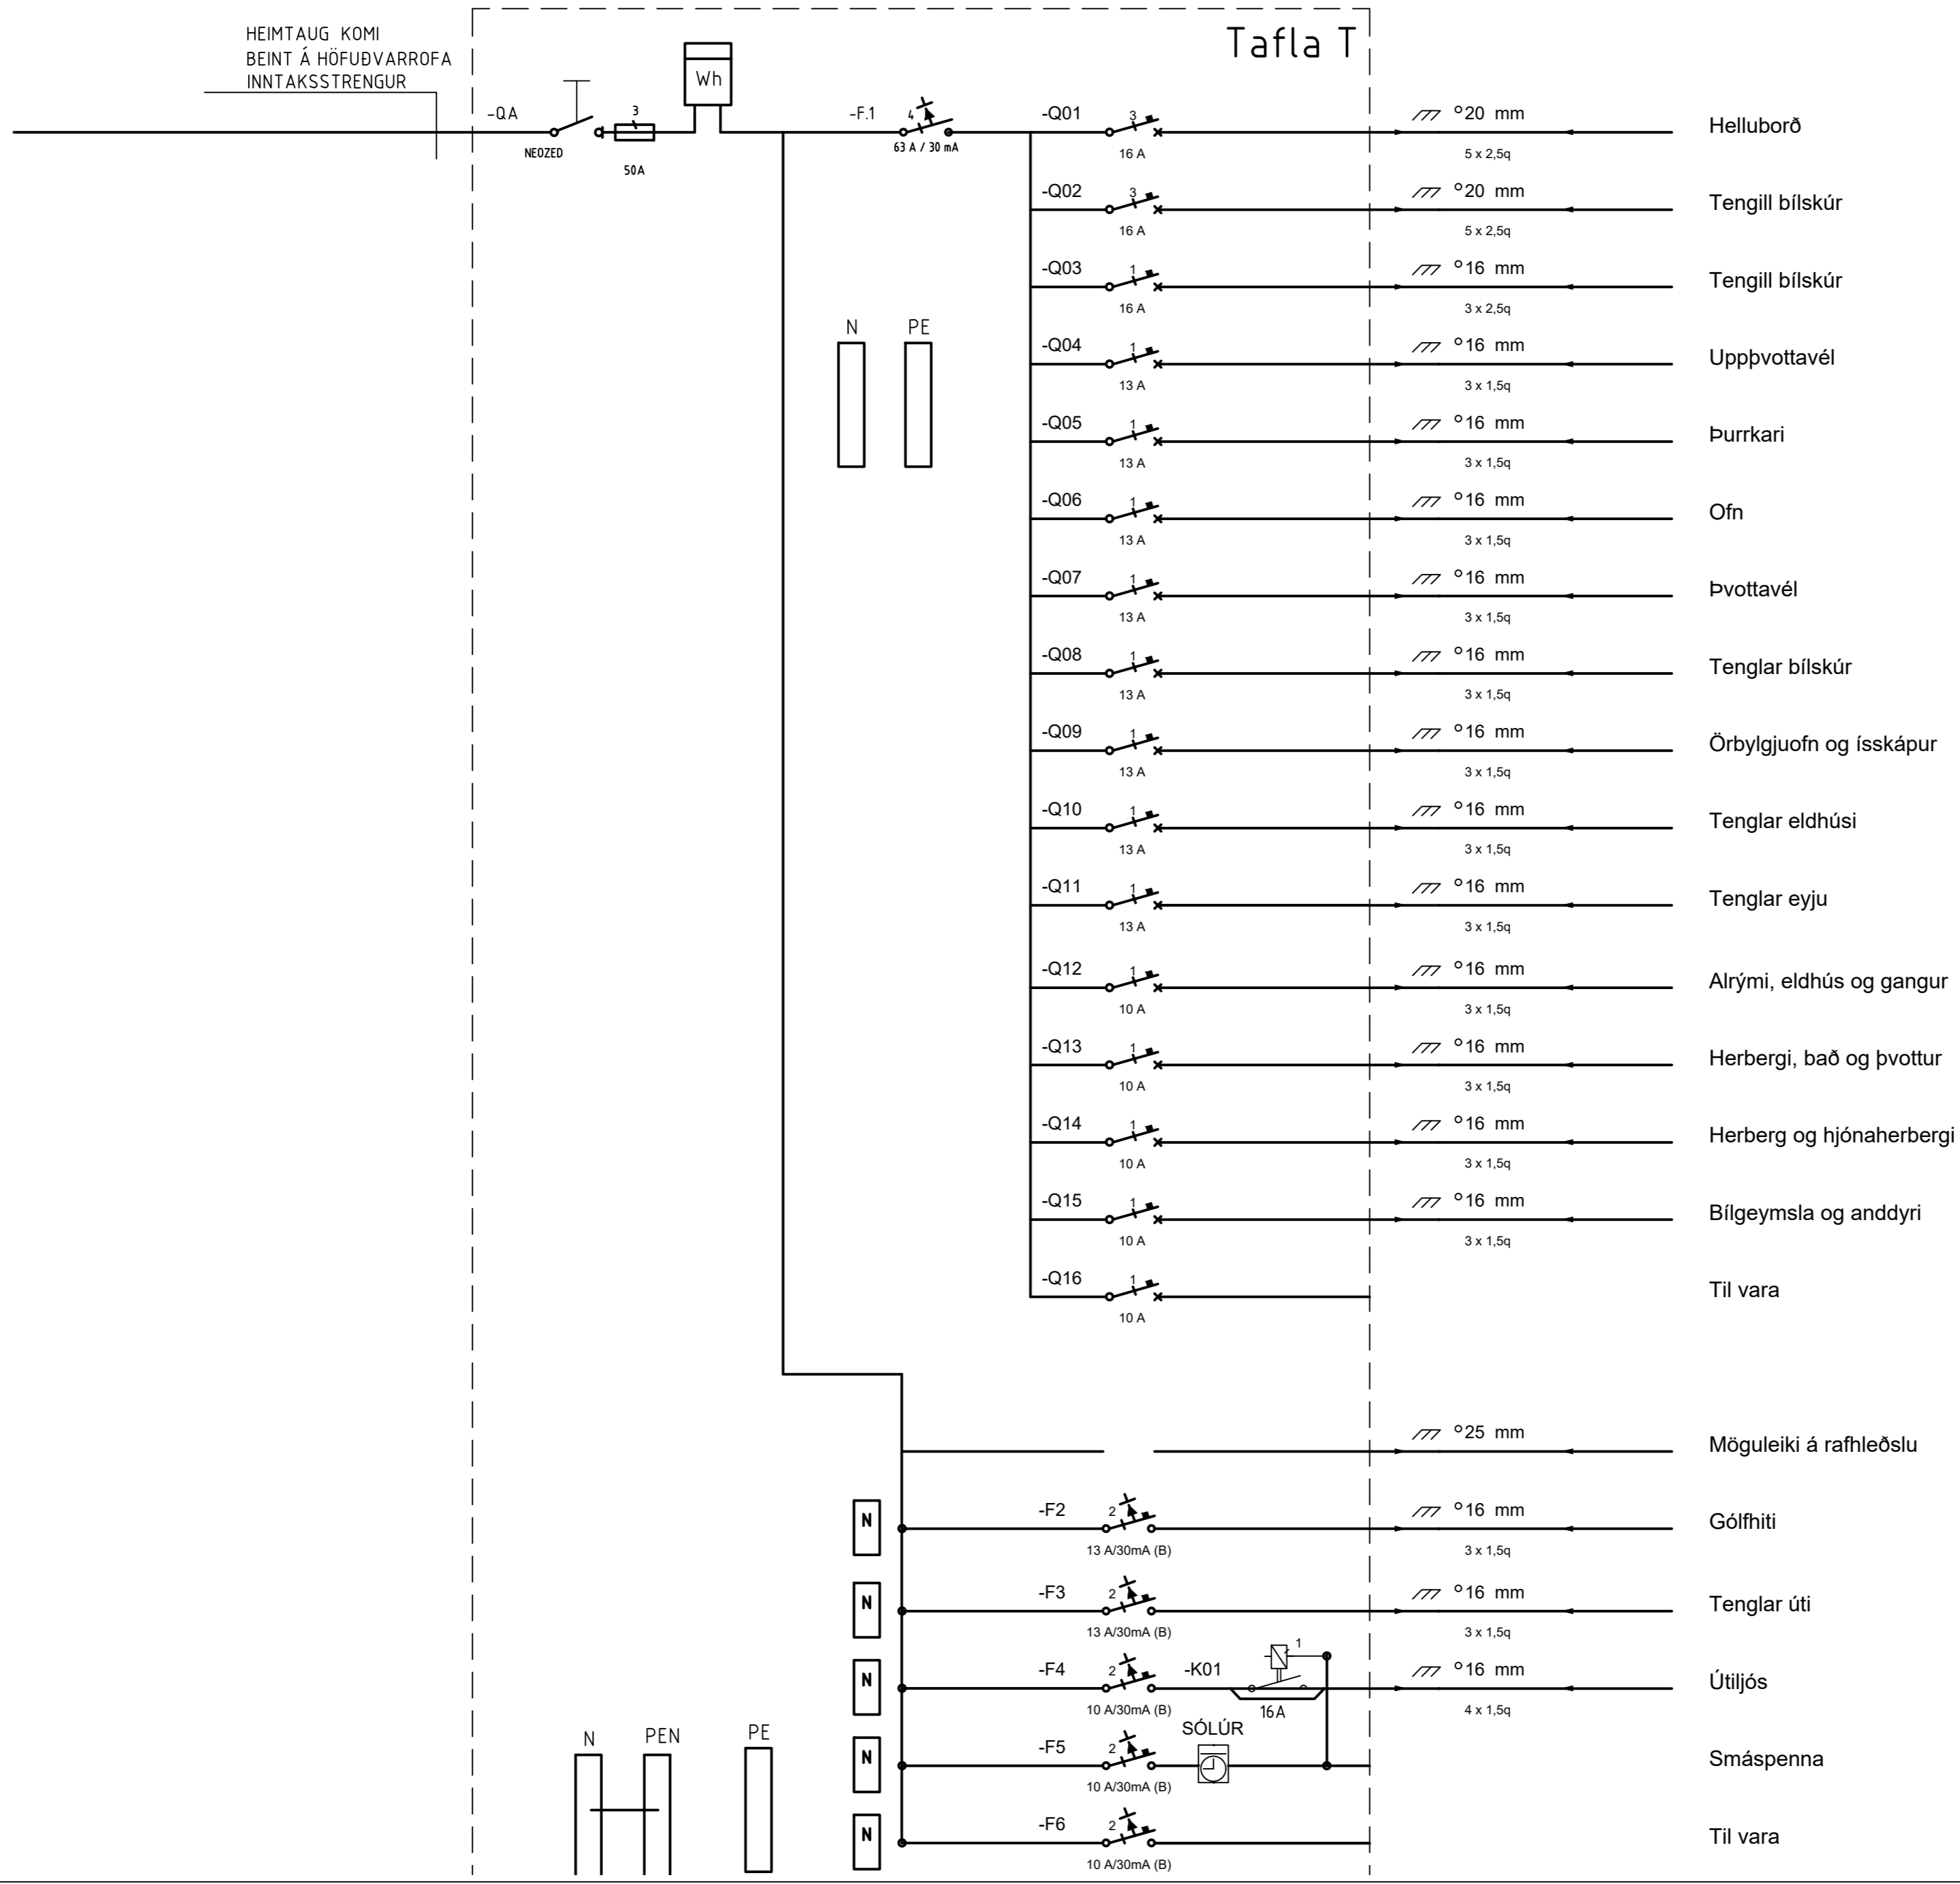 HEIMTAUG KOMI
BEINT Á HÖFUÐVARROFA
INNTAKSSTRENGUR
Tafla T
Wh
-QA
NEOZED
3
50A
-F.1
4
63 A / 30 mA
-Q01
3
16 A
20 mm
5 x 2,5q
Helluborð
-Q02
3
16 A
20 mm
5 x 2,5q
Tengill bílskúr
-Q03
1
16 A
16 mm
3 x 2,5q
Tengill bílskúr
N
PE
-Q04
1
13 A
16 mm
3 x 1,5q
Uppþvottavél
-Q05
1
13 A
16 mm
3 x 1,5q
Þurrkari
-Q06
1
13 A
16 mm
3 x 1,5q
Ofn
-Q07
1
13 A
16 mm
3 x 1,5q
Þvottavél
-Q08
1
13 A
16 mm
3 x 1,5q
Tenglar bílskúr
-Q09
1
13 A
16 mm
3 x 1,5q
Örbylgjuofn og ísskápur
-Q10
1
13 A
16 mm
3 x 1,5q
Tenglar eldhúsi
-Q11
1
13 A
16 mm
3 x 1,5q
Tenglar eyju
-Q12
1
10 A
16 mm
3 x 1,5q
Alrými, eldhús og gangur
-Q13
1
10 A
16 mm
3 x 1,5q
Herbergi, bað og þvottur
-Q14
1
10 A
16 mm
3 x 1,5q
Herberg og hjónaherbergi
-Q15
1
10 A
16 mm
3 x 1,5q
Bílgeymsla og anddyri
-Q16
1
10 A
Til vara
25 mm
Möguleiki á rafhleðslu
N
-F2
2
13 A/30mA (B)
16 mm
3 x 1,5q
Gólfhiti
N
-F3
2
13 A/30mA (B)
16 mm
3 x 1,5q
Tenglar úti
N
-F4
2
10 A/30mA (B)
-K01
1
16A
16 mm
4 x 1,5q
Útiljós
N
PEN
PE
N
-F5
2
10 A/30mA (B)
SÓLÚR
Smáspenna
N
-F6
2
10 A/30mA (B)
Til vara